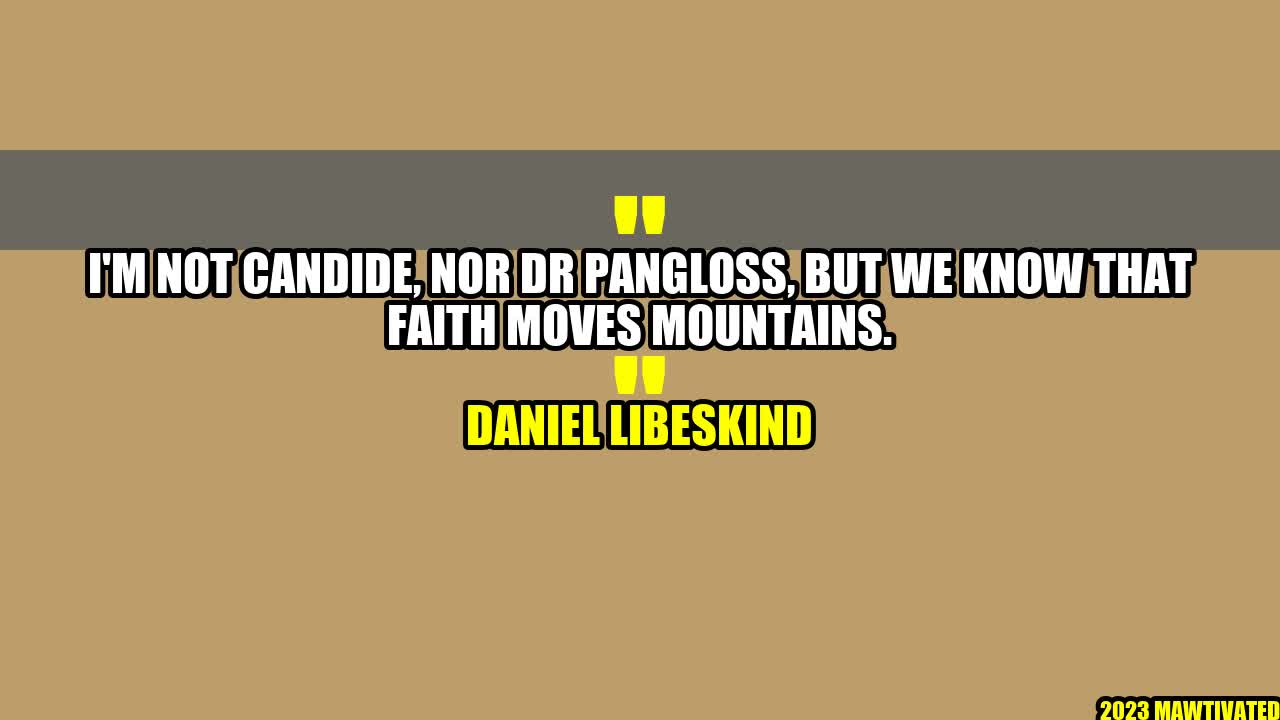 "
I'M NOT CANDIDE, NOR DR PANGLOSS, BUT WE KNOW THAT
FAITH MOVES MOUNTAINS.
"
DANIEL LIBESKIND
2023 MAWTIVATED